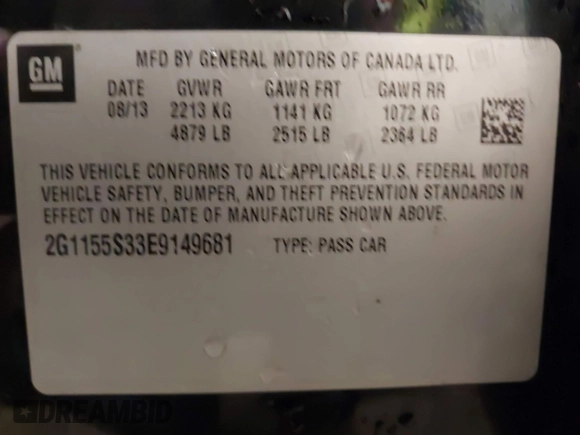 GM
MFD BY GENERAL MOTORS OF CANADA LTD.
DATE GVWR GAWR FRT GAWR RR
08/13 2213 KG 1141 KG 1072 KG
4879 LB 2515 LB 2364 LB
THIS VEHICLE CONFORMS TO ALL APPLICABLE U.S. FEDERAL MOTOR
VEHICLE SAFETY, BUMPER, AND THEFT PREVENTION STANDARDS IN
EFFECT ON THE DATE OF MANUFACTURE SHOWN ABOVE.
2G1155S33E9149681 TYPE: PASS CAR
DREAMBID